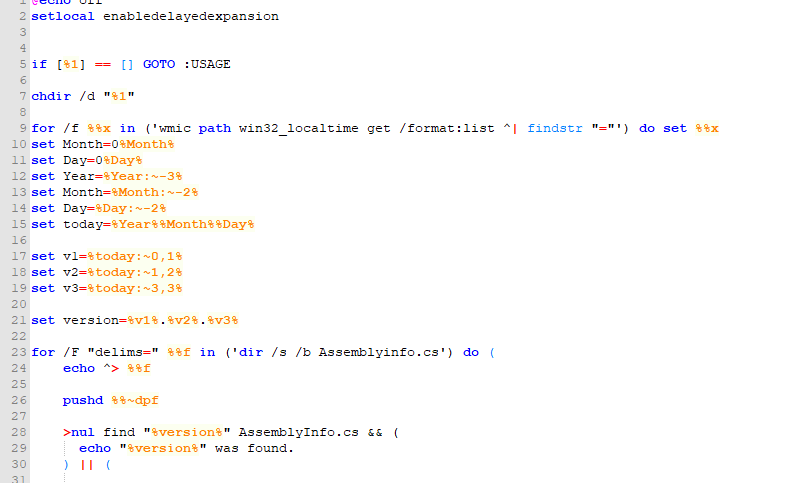 1 @echo off
2 setlocal enabledelayedexpansion
3
4
5 if [%1] == [] GOTO :USAGE
6
7 chdir /d "%1"
8
9 for /f %%x in ('wmic path win32_localtime get /format:list ^| findstr "="') do set %%x
10 set Month=0%Month%
11 set Day=0%Day%
12 set Year=%Year:~-3%
13 set Month=%Month:~-2%
14 set Day=%Day:~-2%
15 set today=%Year%%Month%%Day%
16
17 set v1=%today:~0,1%
18 set v2=%today:~1,2%
19 set v3=%today:~3,3%
20
21 set version=%v1%.%v2%.%v3%
22
23 for /F "delims=" %%f in ('dir /s /b Assemblyinfo.cs') do (
24 echo ^> %%f
25
26 pushd %%~dpf
27
28 >nul find "%version%" AssemblyInfo.cs && (
29 echo "%version%" was found.
30 ) || (
31